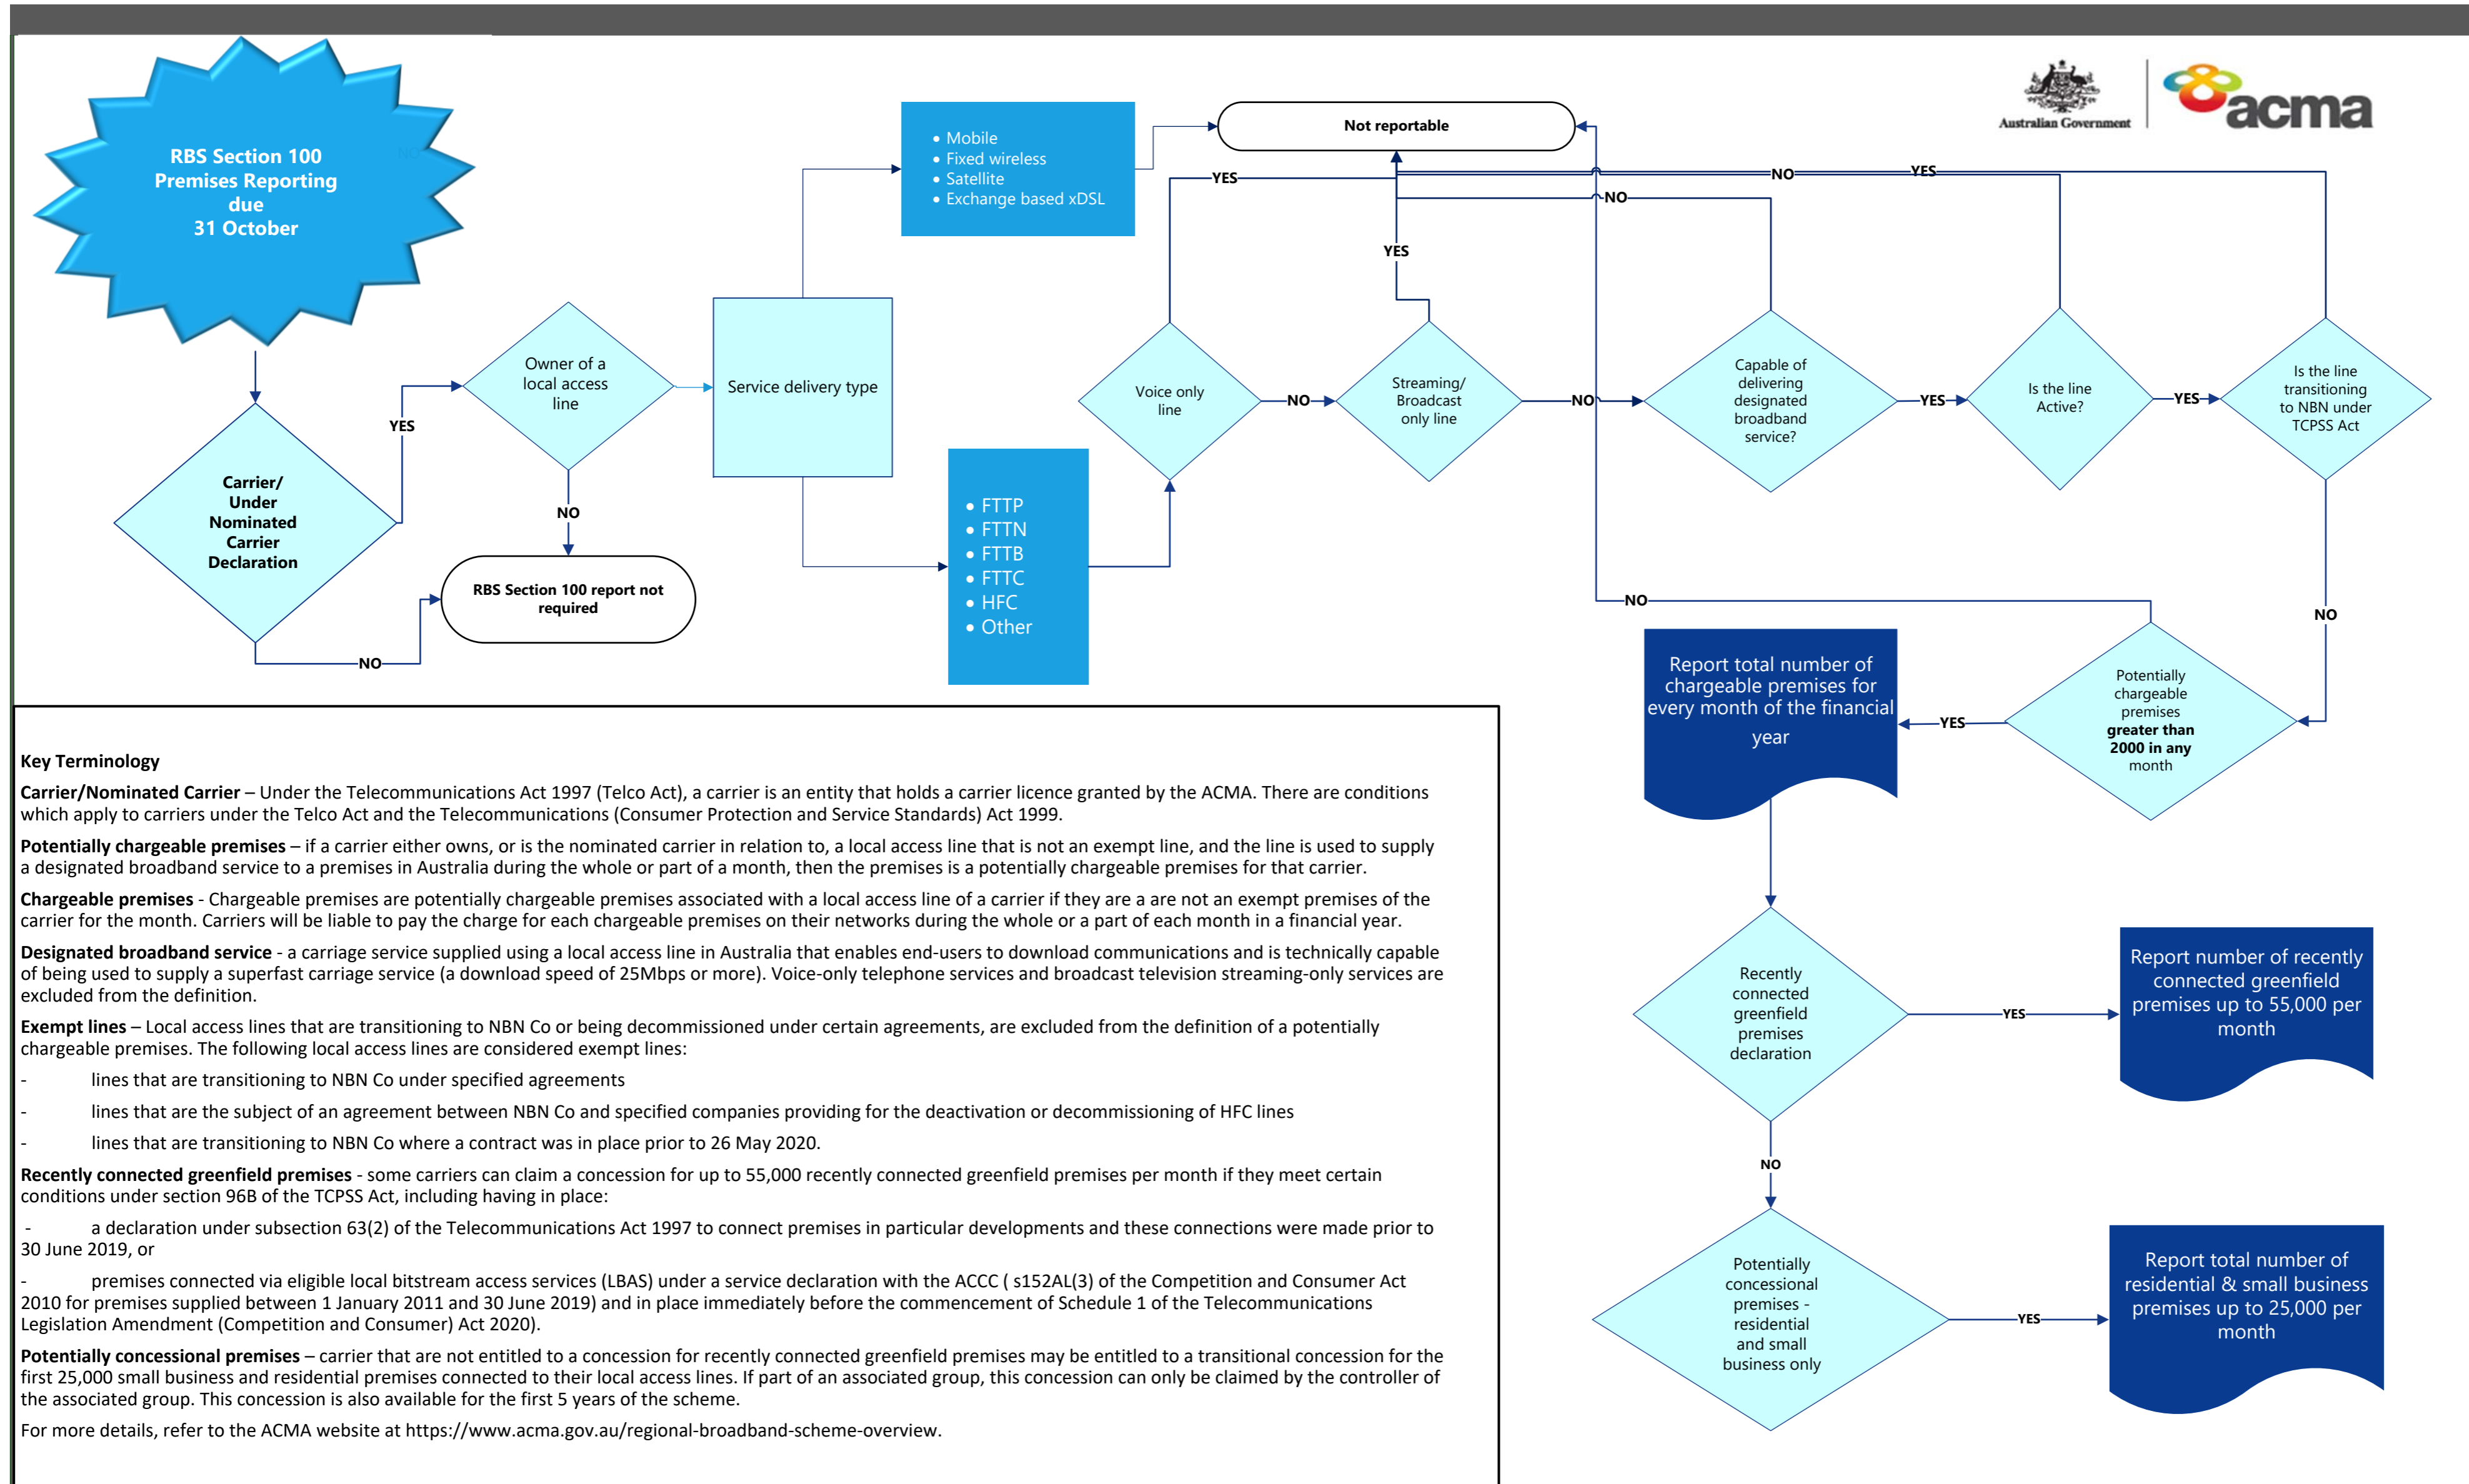 RBS Section 100
Premises Reporting
due
31 October
NO
Australian Government
acma
Carrier/
Under
Nominated
Carrier
Declaration
YES
NO
Owner of a
local access
line
NO
RBS Section 100 report not
required
Service delivery type
• Mobile
• Fixed wireless
• Satellite
• Exchange based xDSL
• FTTP
• FTTN
• FTTB
• FTTC
• HFC
• Other
Not reportable
Voice only
line
YES
NO
Streaming/
Broadcast
only line
YES
NO
Capable of
delivering
designated
broadband
service?
NO
YES
Is the line
Active?
NO
YES
Is the line
transitioning
to NBN under
TCPSS Act
YES
NO
Potentially
chargeable
premises
greater than
2000 in any
month
NO
YES
Report total number of
chargeable premises for
every month of the financial
year
Recently
connected
greenfield
premises
declaration
YES
Report number of recently
connected greenfield
premises up to 55,000 per
month
NO
Potentially
concessional
premises -
residential
and small
business only
YES
Report total number of
residential & small business
premises up to 25,000 per
month
Key Terminology
Carrier/Nominated Carrier – Under the Telecommunications Act 1997 (Telco Act), a carrier is an entity that holds a carrier licence granted by the ACMA. There are conditions
which apply to carriers under the Telco Act and the Telecommunications (Consumer Protection and Service Standards) Act 1999.
Potentially chargeable premises – if a carrier either owns, or is the nominated carrier in relation to, a local access line that is not an exempt line, and the line is used to supply
a designated broadband service to a premises in Australia during the whole or part of a month, then the premises is a potentially chargeable premises for that carrier.
Chargeable premises - Chargeable premises are potentially chargeable premises associated with a local access line of a carrier if they are a are not an exempt premises of the
carrier for the month. Carriers will be liable to pay the charge for each chargeable premises on their networks during the whole or a part of each month in a financial year.
Designated broadband service - a carriage service supplied using a local access line in Australia that enables end-users to download communications and is technically capable
of being used to supply a superfast carriage service (a download speed of 25Mbps or more). Voice-only telephone services and broadcast television streaming-only services are
excluded from the definition.
Exempt lines – Local access lines that are transitioning to NBN Co or being decommissioned under certain agreements, are excluded from the definition of a potentially
chargeable premises. The following local access lines are considered exempt lines:
- lines that are transitioning to NBN Co under specified agreements
- lines that are the subject of an agreement between NBN Co and specified companies providing for the deactivation or decommissioning of HFC lines
- lines that are transitioning to NBN Co where a contract was in place prior to 26 May 2020.
Recently connected greenfield premises - some carriers can claim a concession for up to 55,000 recently connected greenfield premises per month if they meet certain
conditions under section 96B of the TCPSS Act, including having in place:
- a declaration under subsection 63(2) of the Telecommunications Act 1997 to connect premises in particular developments and these connections were made prior to
30 June 2019, or
- premises connected via eligible local bitstream access services (LBAS) under a service declaration with the ACCC ( s152AL(3) of the Competition and Consumer Act
2010 for premises supplied between 1 January 2011 and 30 June 2019) and in place immediately before the commencement of Schedule 1 of the Telecommunications
Legislation Amendment (Competition and Consumer) Act 2020).
Potentially concessional premises – carrier that are not entitled to a concession for recently connected greenfield premises may be entitled to a transitional concession for the
first 25,000 small business and residential premises connected to their local access lines. If part of an associated group, this concession can only be claimed by the controller of
the associated group. This concession is also available for the first 5 years of the scheme.
For more details, refer to the ACMA website at https://www.acma.gov.au/regional-broadband-scheme-overview.